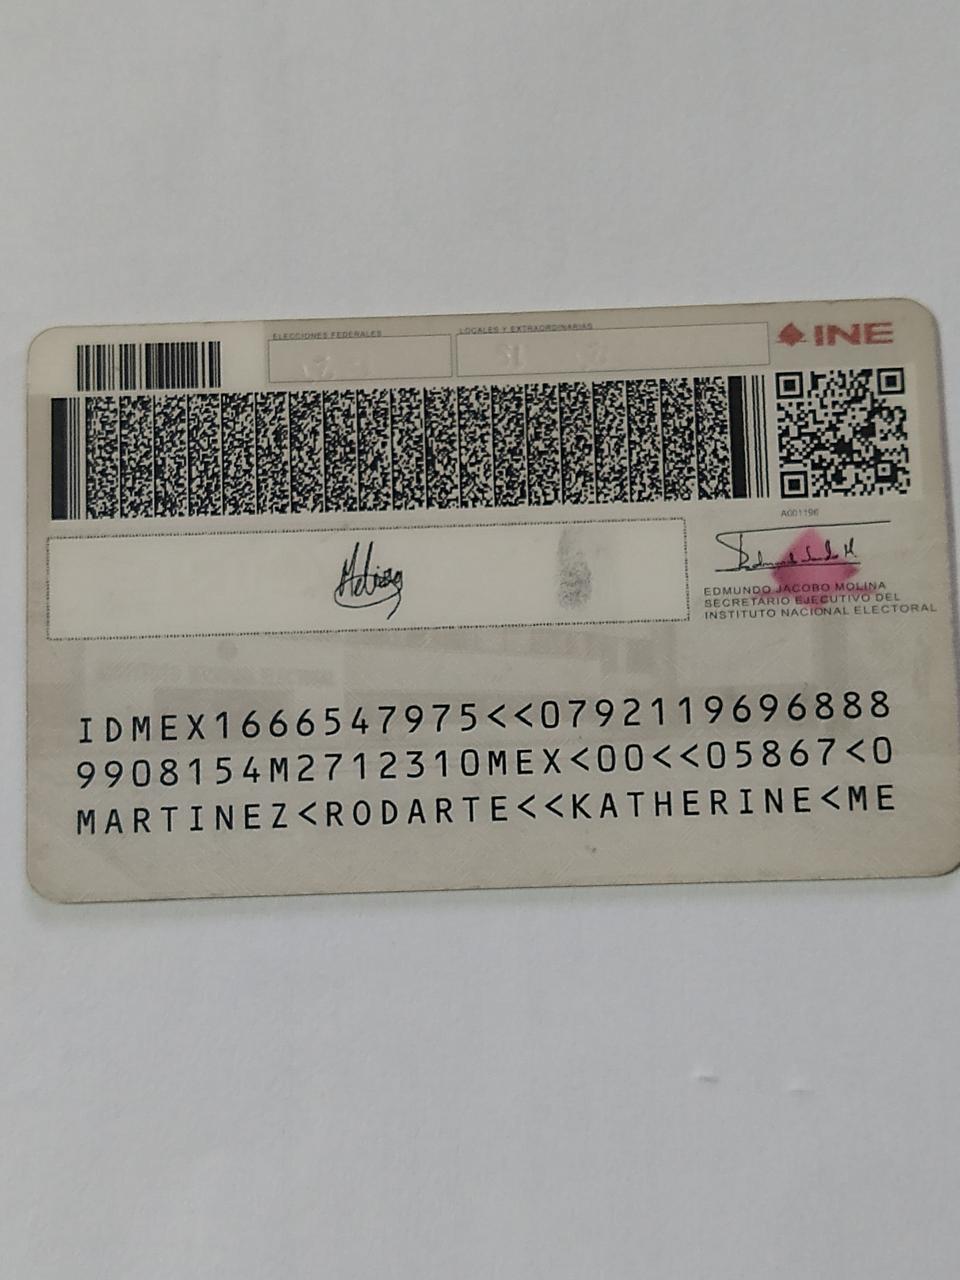 ELECCIONES FEDERALES
LOCALES Y EXTRAORDINARIAS
INE
A001196
Melissa
EDMUNDO JACOBO MOLINA
SECRETARIO EJECUTIVO DEL
INSTITUTO NACIONAL ELECTORAL
IDMEX1666547975<<0792119696888
9908154M2712310MEX<00<<05867<0
MARTINEZ<RODARTE<<KATHERINE<ME